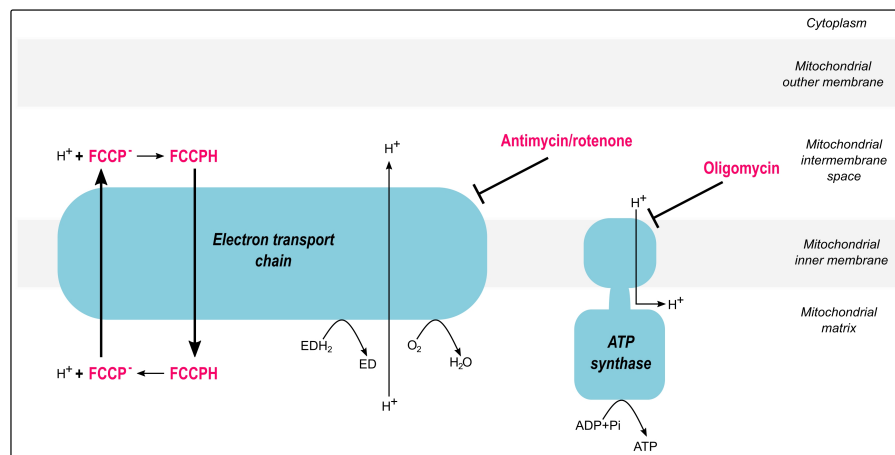 Cytoplasm
Mitochondrial
outher membrane
Antimycin/rotenone
H⁺
H⁺ + FCCP⁻ → FCCPH
Mitochondrial
intermembrane
space
Oligomycin
H⁺
Electron transport
chain
Mitochondrial
inner membrane
H⁺
Mitochondrial
matrix
EDH₂
ED
O₂
H₂O
ATP
synthase
H⁺ + FCCP⁻ ← FCCPH
H⁺
ADP+Pi
ATP